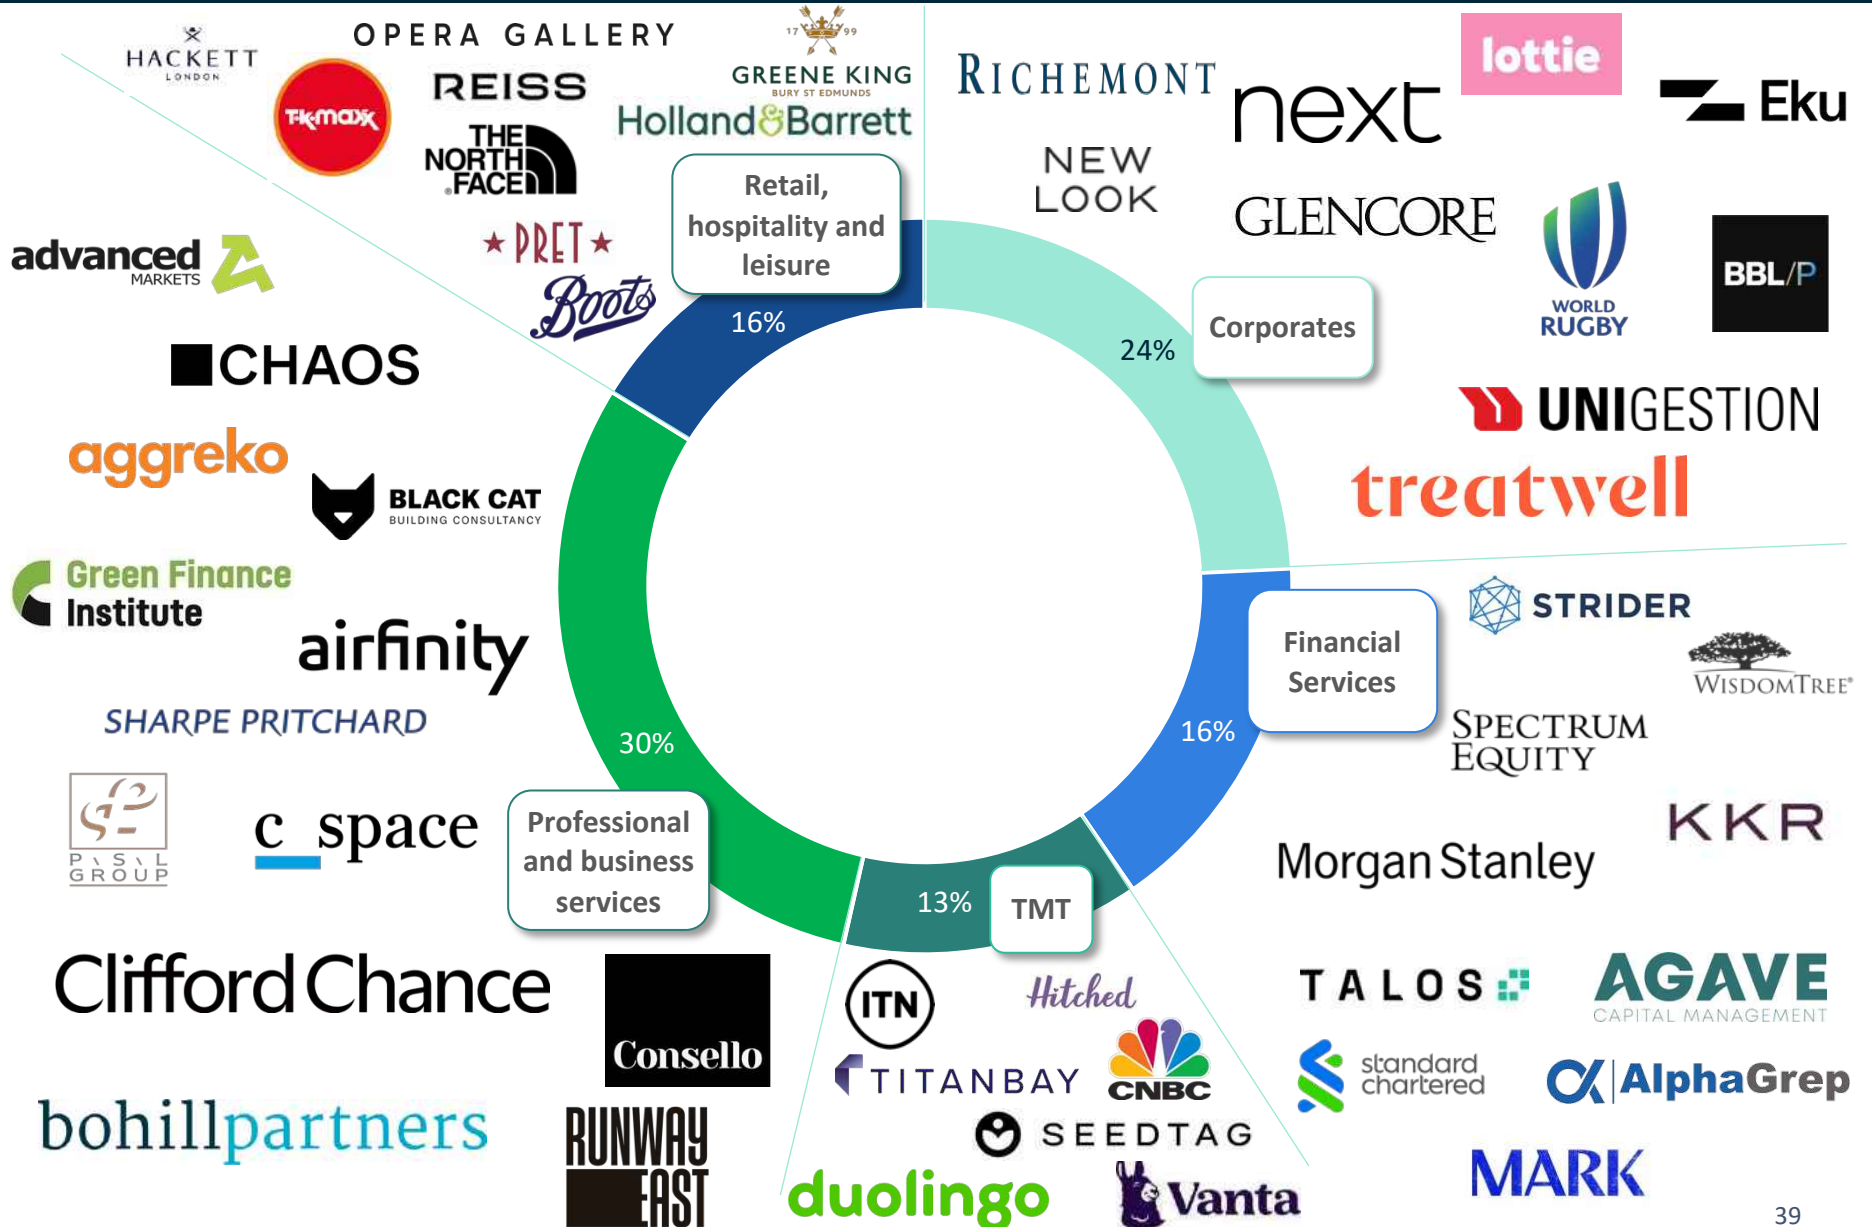 HACKETT
LONDON
OPERA GALLERY
T·K·maxx
REISS
THE
NORTH
FACE
17 99
GREENE KING
BURY ST EDMUNDS
Holland&Barrett
PRET
Boots
Retail,
hospitality and
leisure
16%
RICHEMONT
next
lottie
Eku
NEW
LOOK
GLENCORE
WORLD
RUGBY
BBL/P
Corporates
24%
UNIGESTION
treatwell
advanced
MARKETS
CHAOS
aggreko
BLACK CAT
BUILDING CONSULTANCY
Green Finance
Institute
airfinity
SHARPE PRITCHARD
P\S\L
GROUP
c_space
30%
Professional
and business
services
Clifford Chance
Consello
bohillpartners
RUNWAY
EAST
Financial
Services
16%
STRIDER
WISDOMTREE®
SPECTRUM
EQUITY
KKR
Morgan Stanley
TALOS
AGAVE
CAPITAL MANAGEMENT
standard
chartered
AlphaGrep
MARK
13%
TMT
ITN
Hitched
TITANBAY
CNBC
SEEDTAG
duolingo
Vanta
39